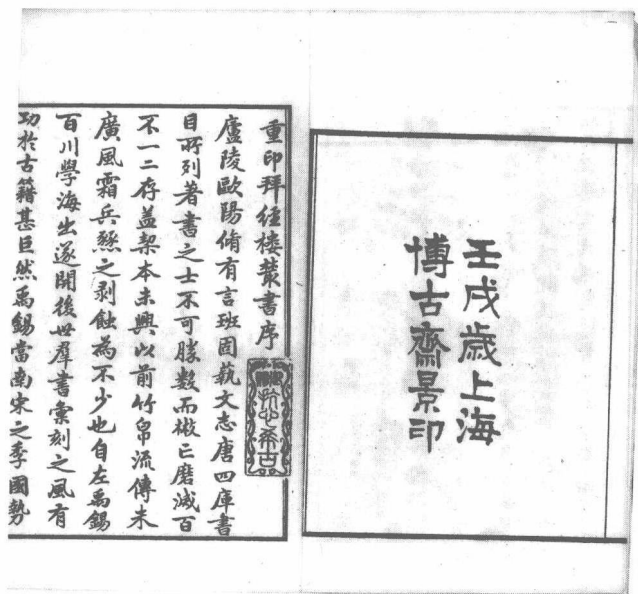 壬戌歲上海
博古齋景印
重印拜經樓叢書序
廬陵歐陽脩有言班固藝文志唐四庫書
目所列著書之士不可勝數而散亡磨滅百
不一二存蓋槧本未興以前竹帛流傳未
廣風霜兵燹之剥蝕為不少也自左禹錫
百川學海出遂開後世羣書彙刻之風有
功於古籍甚巨然禹錫當南宋之季國勢